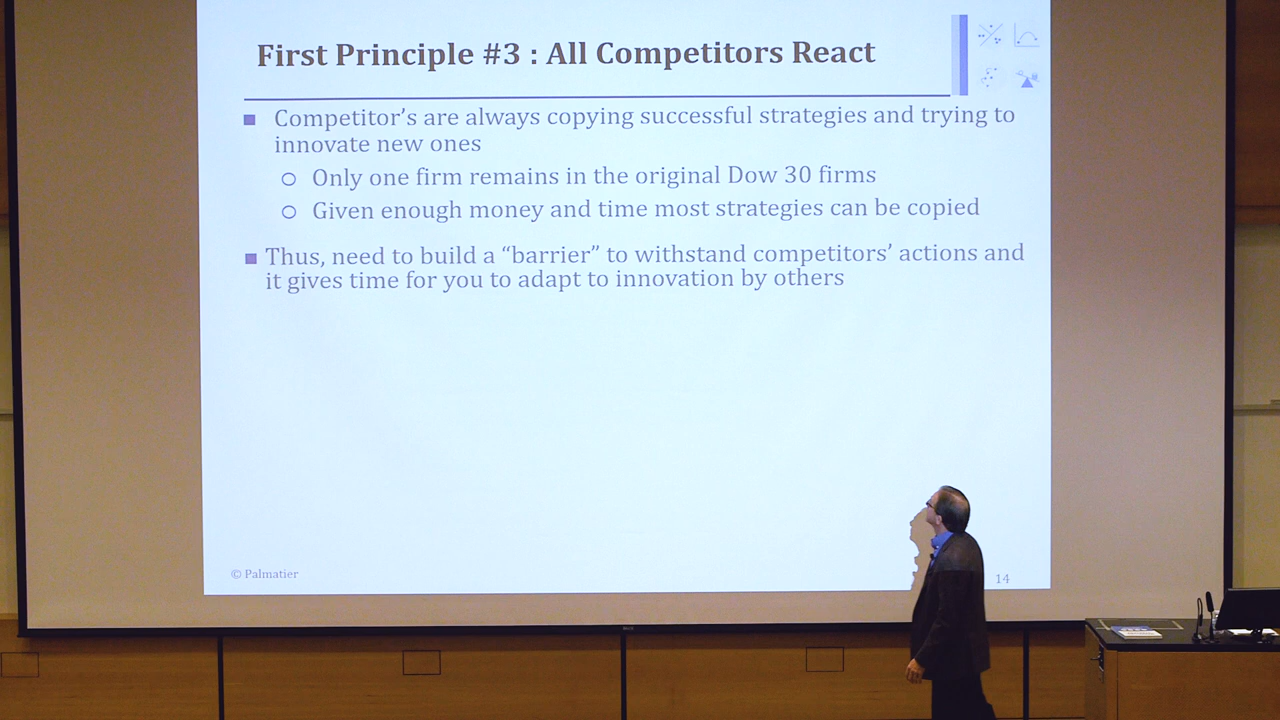 First Principle #3 : All Competitors React
Competitor's are always copying successful strategies and trying to
innovate new ones
Only one firm remains in the original Dow 30 firms
Given enough money and time most strategies can be copied
Thus, need to build a “barrier” to withstand competitors’ actions and
it gives time for you to adapt to innovation by others
© Palmatier
14